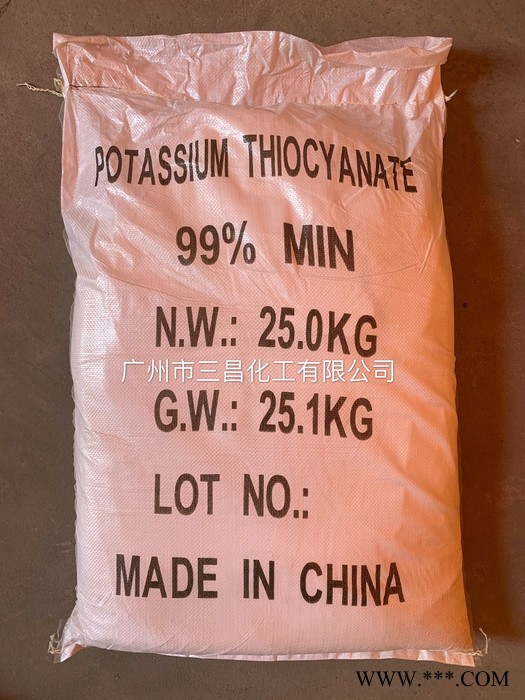 POTASSIUM THIOCYANATE
99% MIN
N.W.: 25.0KG
广州市三昌化工有限公司
G.W.: 25.1KG
LOT NO.:
MADE IN CHINA
WWW.***.COM